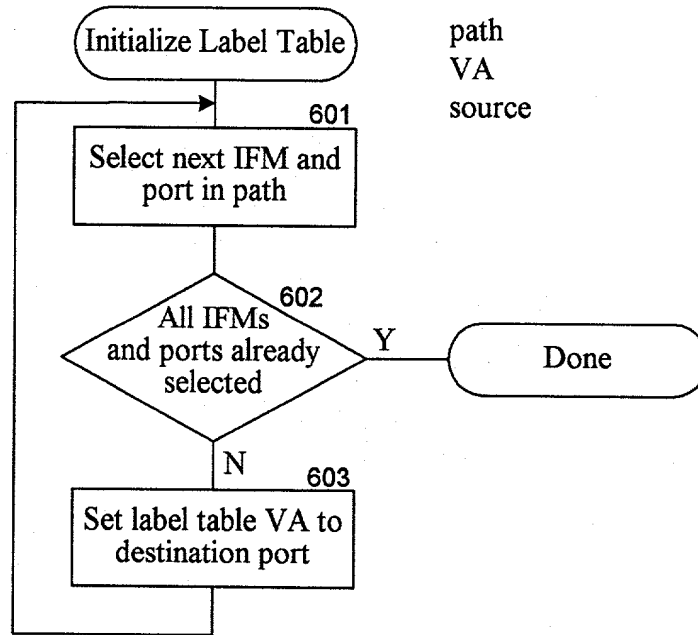 Initialize Label Table
path
VA
source
601
Select next IFM and
port in path
602
All IFMs
and ports already
selected
Y
Done
N
603
Set label table VA to
destination port